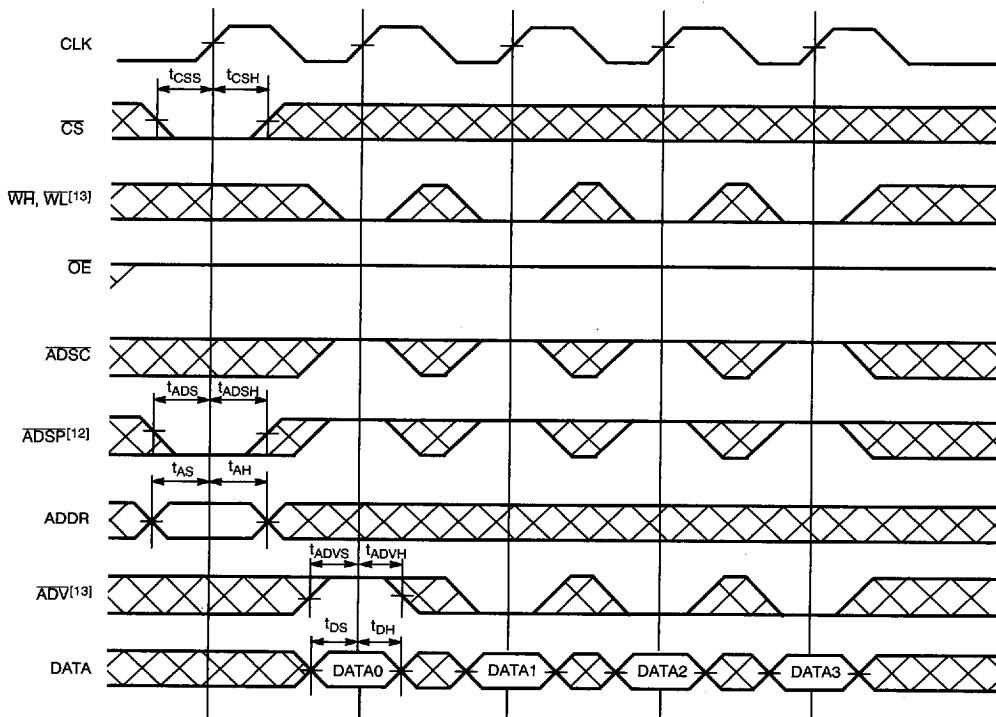 CLK
tCSS tCSH
CS
WH, WL[13]
OE
ADSC
tADS tADSH
ADSP[12]
tAS tAH
ADDR
tADVS tADVH
ADV[13]
tDS tDH
DATA DATA0 DATA1 DATA2 DATA3